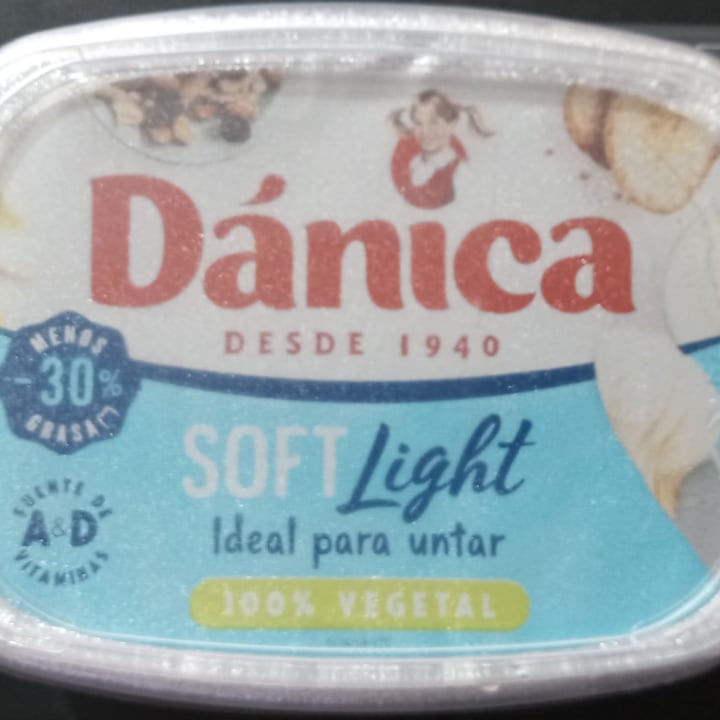 Dánica
DESDE 1940
MENOS
-30%
GRASA
SOFT Light
Ideal para untar
FUENTE DE
A&D
VITAMINAS
100% VEGETAL